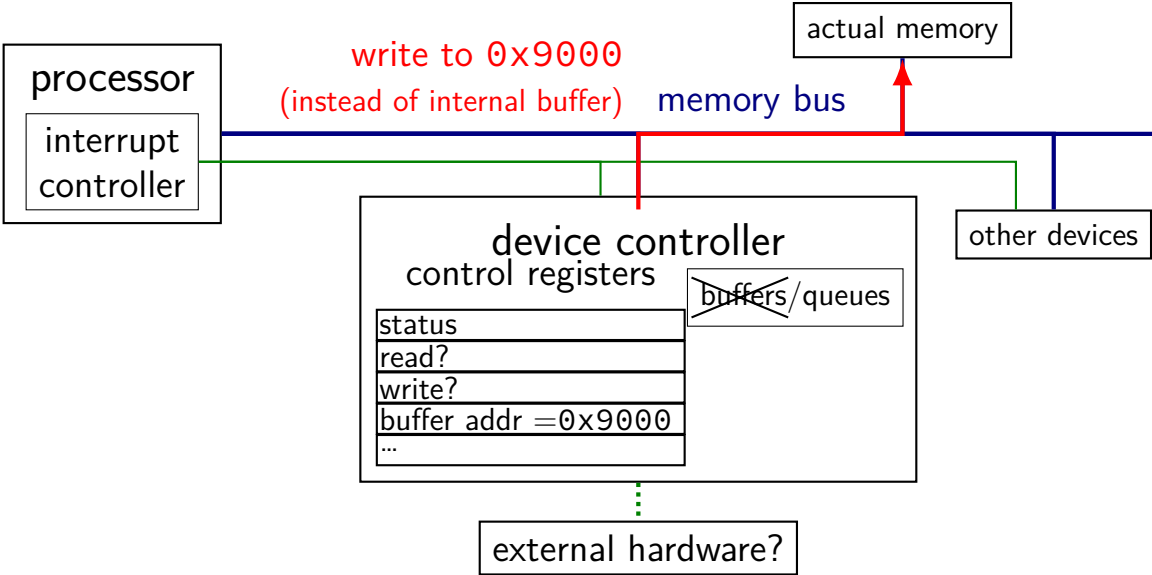 actual memory
write to 0x9000
(instead of internal buffer)
memory bus
processor
interrupt
controller
other devices
device controller
control registers
buffers/queues
status
read?
write?
buffer addr =0x9000
...
external hardware?